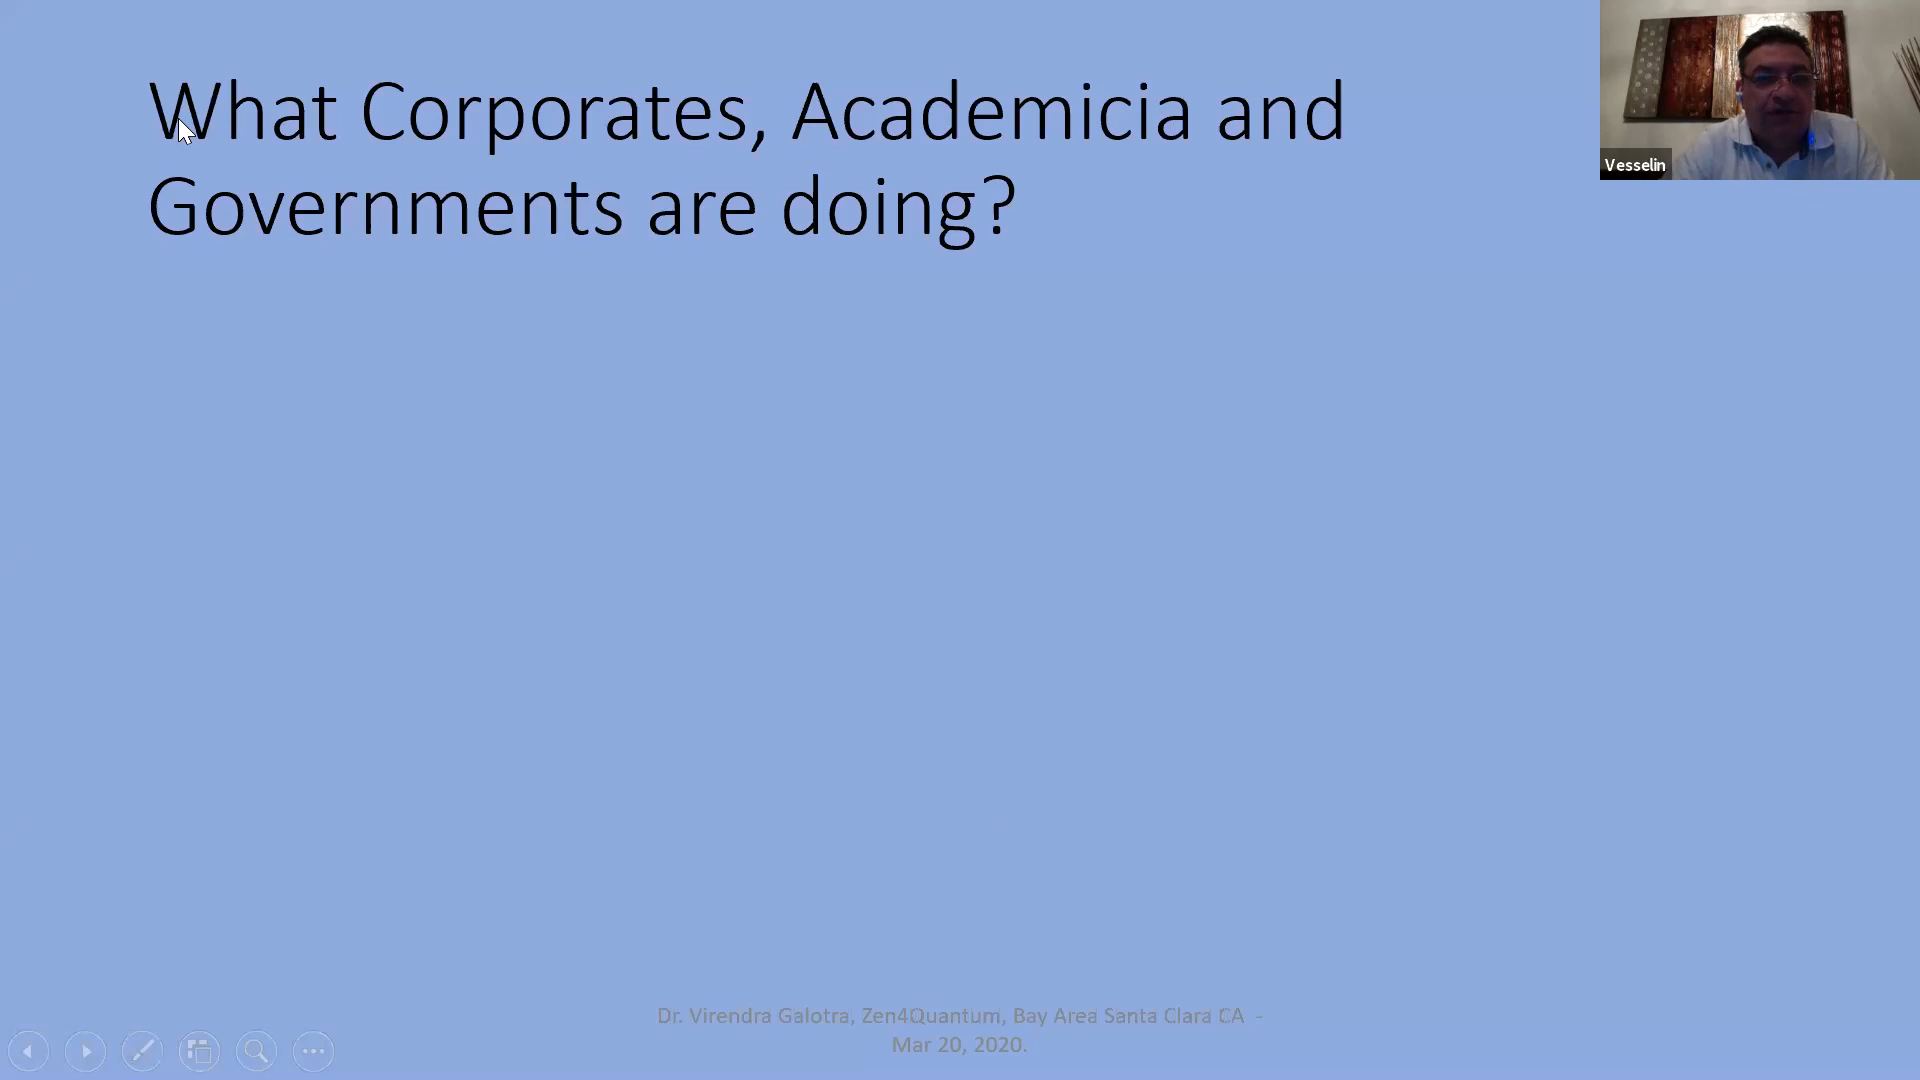 What Corporates, Academicia and
Governments are doing?
Vesselin
Dr. Virendra Galotra, Zen4Quantum, Bay Area Santa Clara CA -
Mar 20, 2020.